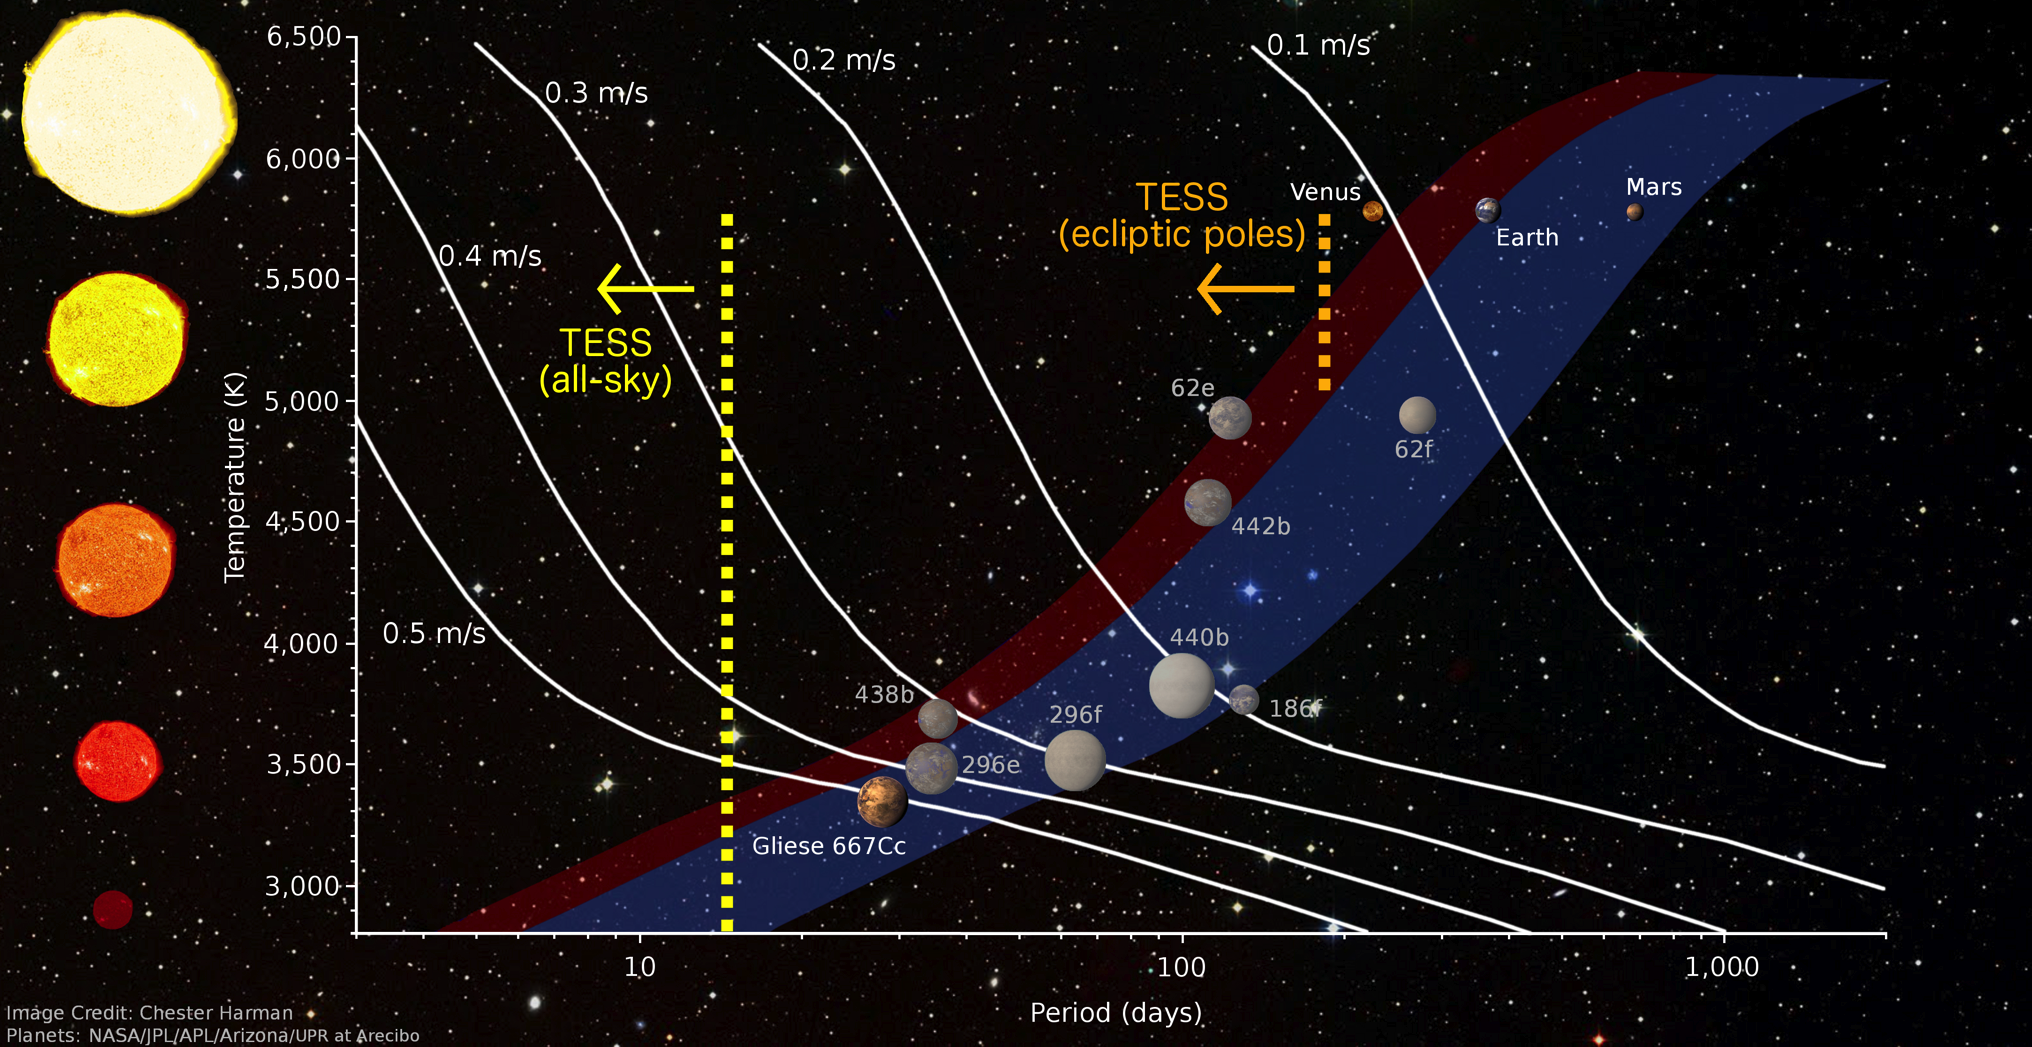 6,500
6,000
5,500
5,000
4,500
4,000
3,500
3,000
Temperature (K)
0.1 m/s
0.2 m/s
0.3 m/s
0.4 m/s
0.5 m/s
TESS
(all-sky)
TESS
(ecliptic poles)
Venus
Earth
Mars
62e
62f
442b
440b
438b
296f
186f
296e
Gliese 667Cc
10
100
1,000
Period (days)
Image Credit: Chester Harman
Planets: NASA/JPL/APL/Arizona/UPR at Arecibo